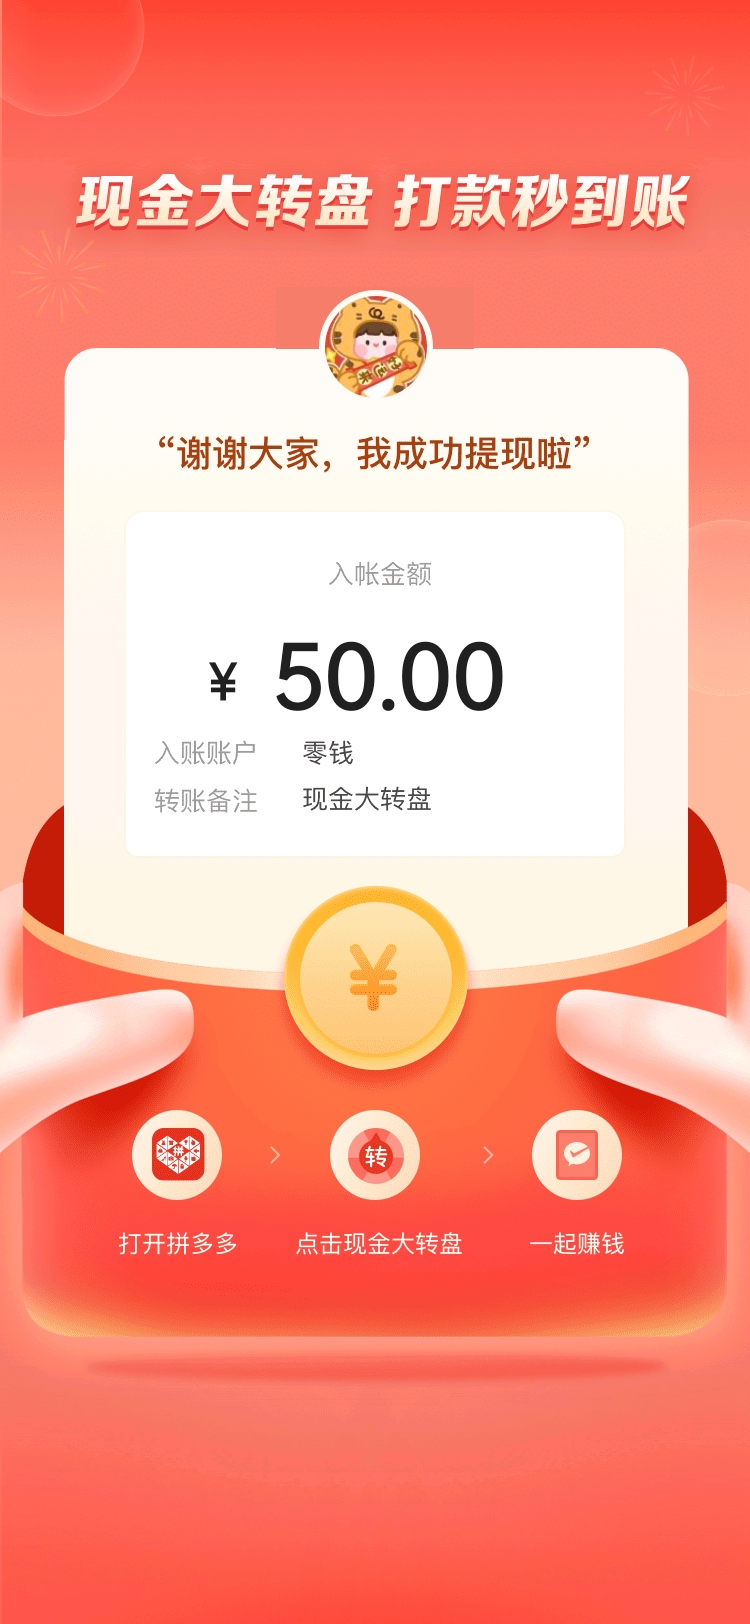 现金大转盘 打款秒到账
“谢谢大家，我成功提现啦”
入帐金额
¥ 50.00
入账账户 零钱
转账备注 现金大转盘
¥
拼
转
打开拼多多
点击现金大转盘
一起赚钱